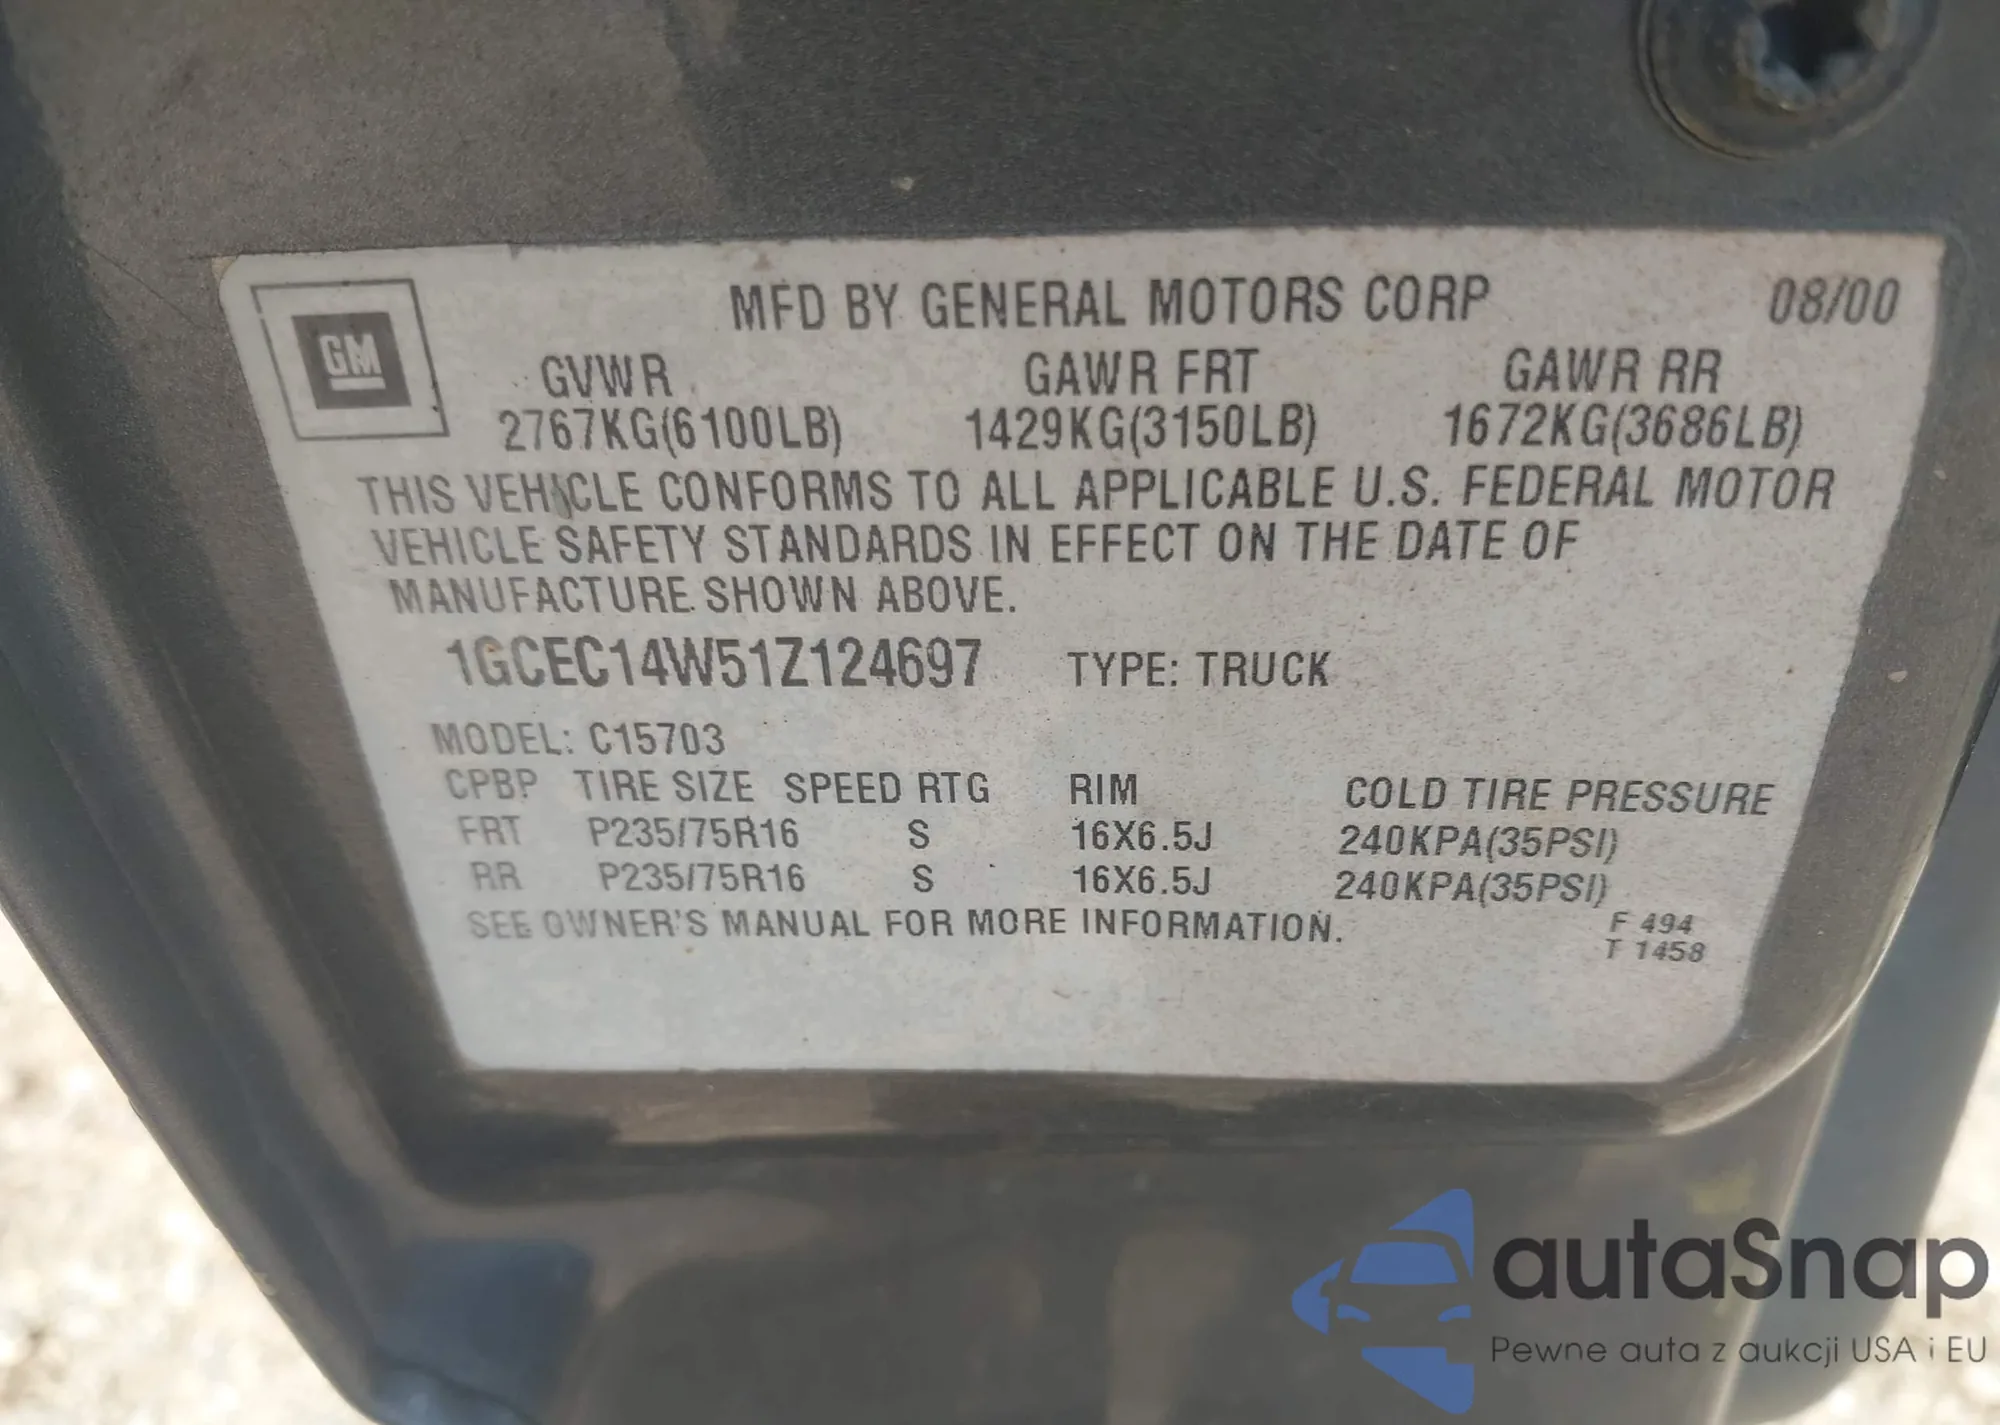 GM
MFD BY GENERAL MOTORS CORP 08/00
GVWR GAWR FRT GAWR RR
2767KG(6100LB) 1429KG(3150LB) 1672KG(3686LB)
THIS VEHICLE CONFORMS TO ALL APPLICABLE U.S. FEDERAL MOTOR
VEHICLE SAFETY STANDARDS IN EFFECT ON THE DATE OF
MANUFACTURE SHOWN ABOVE.
1GCEC14W51Z124697 TYPE: TRUCK
MODEL: C15703
CPBP TIRE SIZE SPEED RTG RIM COLD TIRE PRESSURE
FRT P235/75R16 S 16X6.5J 240KPA(35PSI)
RR P235/75R16 S 16X6.5J 240KPA(35PSI)
SEE OWNER'S MANUAL FOR MORE INFORMATION.
F 494
T 1458
autaSnap
Pewne auta z aukcji USA i EU